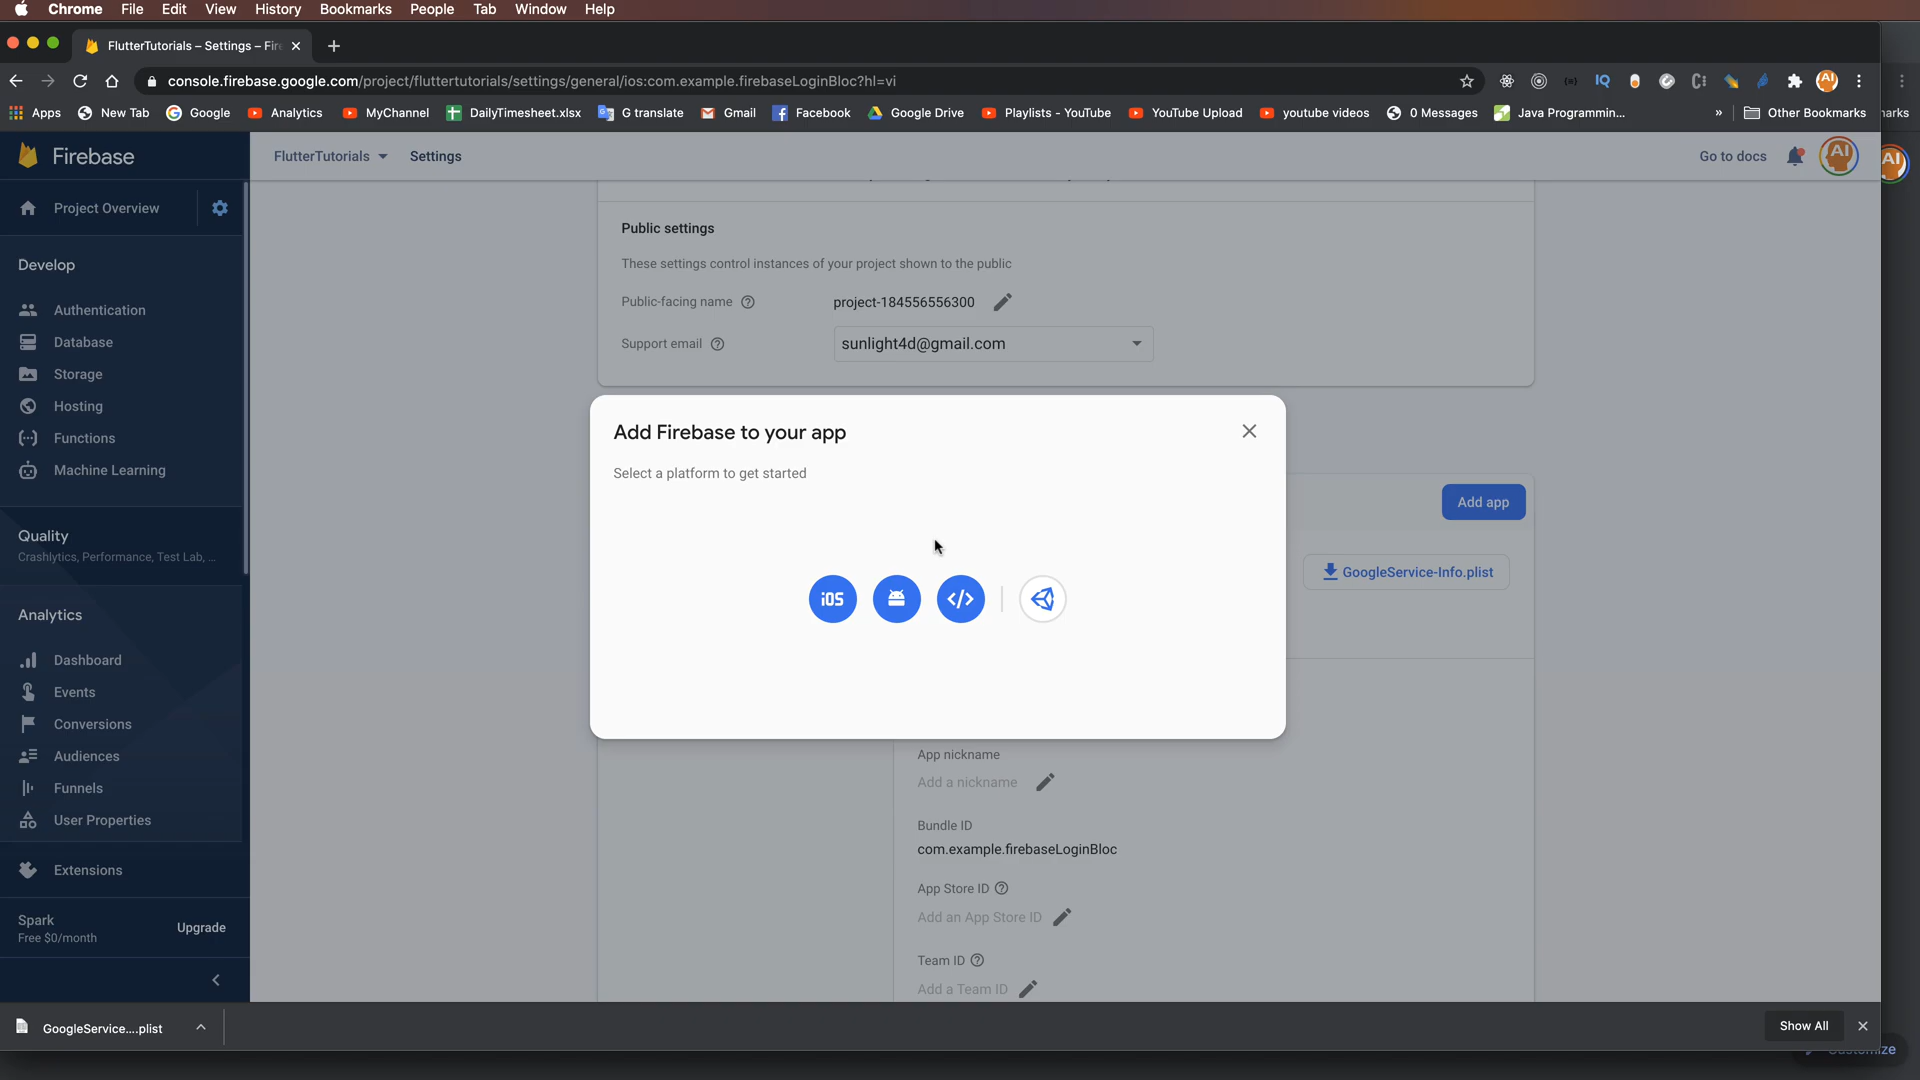 Chrome File Edit View History Bookmarks People Tab Window Help
FlutterTutorials – Settings – Fir
console.firebase.google.com/project/fluttertutorials/settings/general/ios:com.example.firebaseLoginBloc?hl=vi
Apps New Tab Google Analytics MyChannel DailyTimesheet.xlsx G translate Gmail Facebook Google Drive Playlists - YouTube YouTube Upload youtube videos 0 Messages Java Programmin... » Other Bookmarks arks
Firebase
FlutterTutorials Settings Go to docs AI AI
Project Overview
Public settings
These settings control instances of your project shown to the public
Public-facing name project-184556556300
Support email sunlight4d@gmail.com
Develop
Authentication
Database
Storage
Hosting
Functions
Machine Learning
Quality
Crashlytics, Performance, Test Lab, ...
Analytics
Dashboard
Events
Conversions
Audiences
Funnels
User Properties
Extensions
Spark
Free $0/month
Upgrade
Add Firebase to your app
Select a platform to get started
iOS
Add app
GoogleService-Info.plist
App nickname
Add a nickname
Bundle ID
com.example.firebaseLoginBloc
App Store ID
Add an App Store ID
Team ID
Add a Team ID
GoogleService....plist
Show All